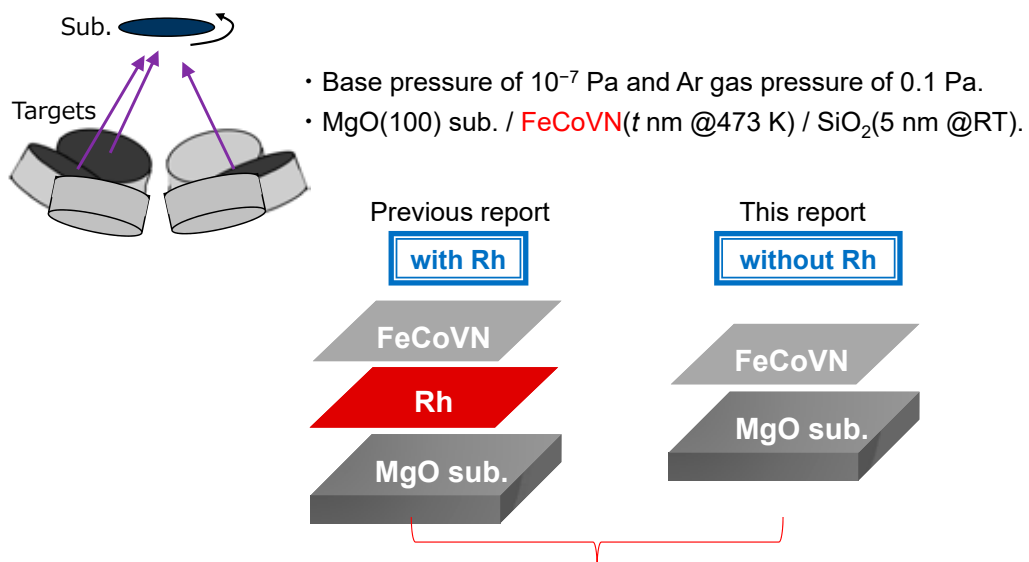 Sub.
Targets
・Base pressure of 10⁻⁷ Pa and Ar gas pressure of 0.1 Pa.
・MgO(100) sub. / FeCoVN(t nm @473 K) / SiO₂(5 nm @RT).
Previous report
with Rh
FeCoVN
Rh
MgO sub.
This report
without Rh
FeCoVN
MgO sub.